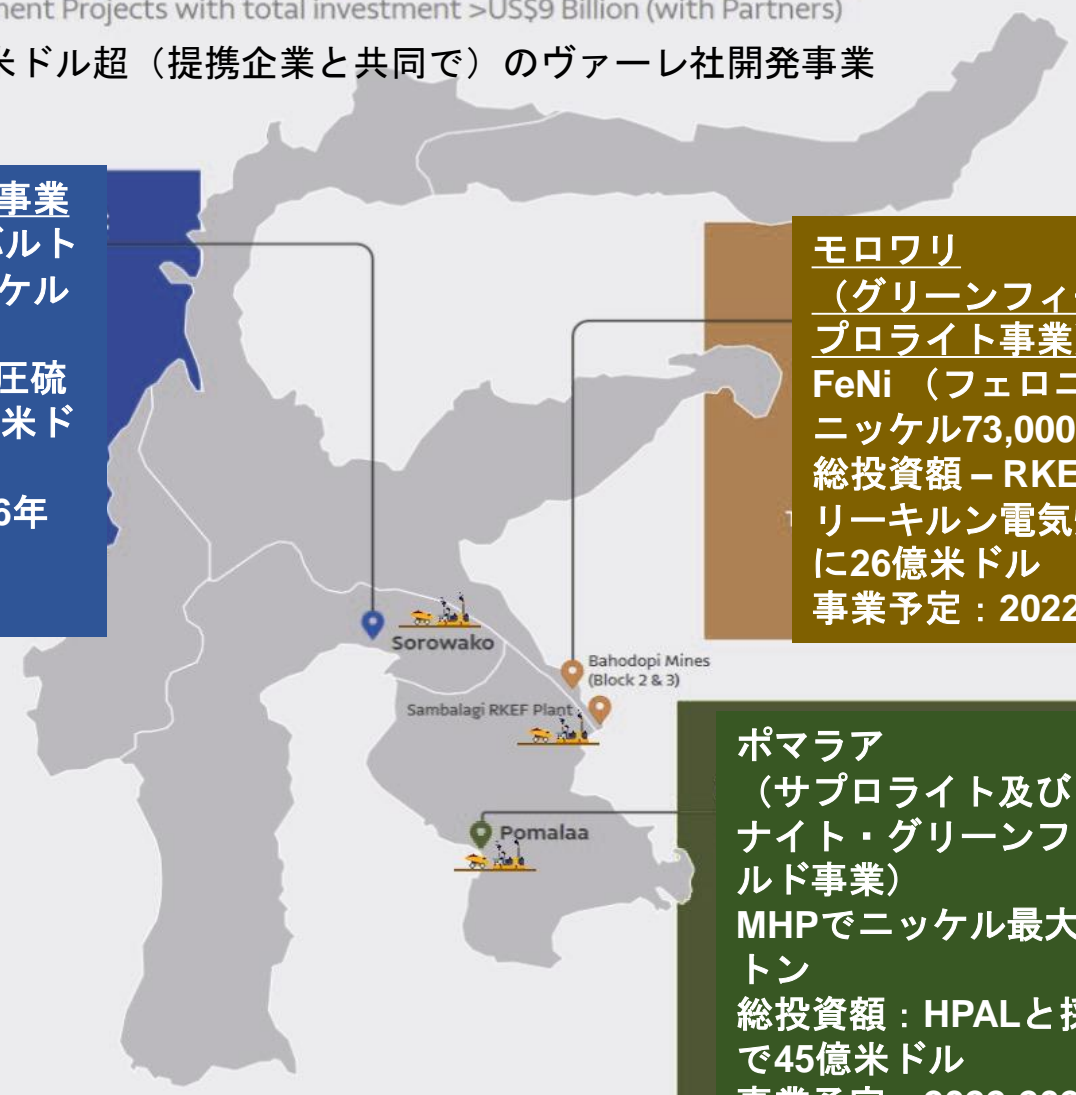 ment Projects with total investment >US$9 Billion (with Partners)
米ドル超（提携企業と共同で）のヴァーレ社開発事業
事業
バルト
ケル
圧硫
米ド
6年
モロワリ
（グリーンフィー
プロライト事業
FeNi （フェロニ
ニッケル73,000
総投資額 – RKE
リーキルン電気
に26億米ドル
事業予定：2022
Sorowako
Bahodopi Mines
(Block 2 & 3)
Sambalagi RKEF Plant
ポマラア
（サプロライト及び
ナイト・グリーンフ
ルド事業）
MHPでニッケル最大
トン
総投資額：HPALと採
で45億米ドル
Pomalaa